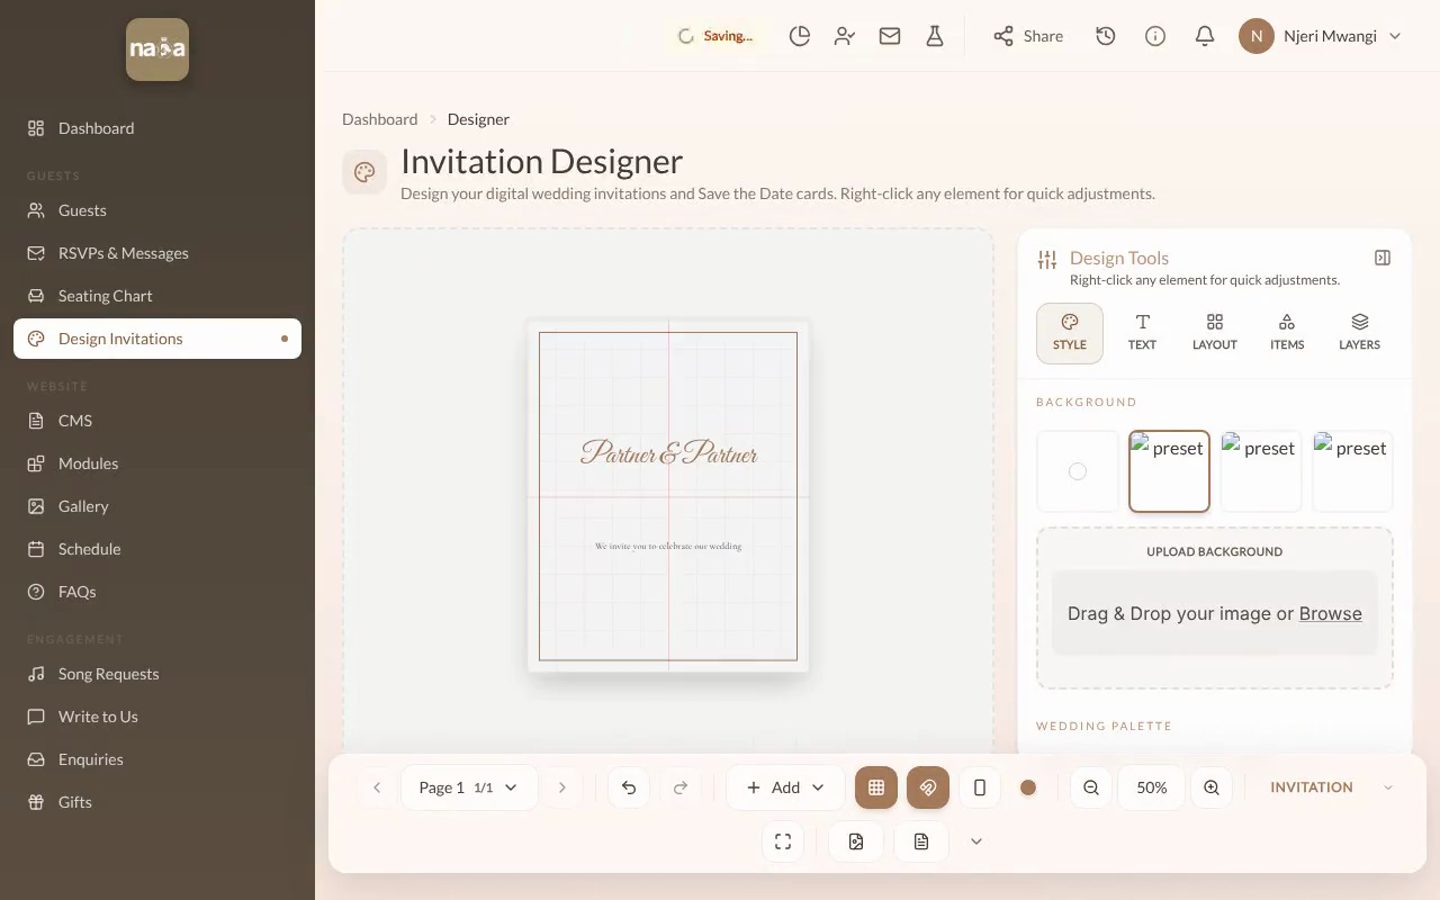 naia
Saving...
Share
N
Njeri Mwangi
Dashboard
GUESTS
Guests
RSVPs & Messages
Seating Chart
Design Invitations
WEBSITE
CMS
Modules
Gallery
Schedule
FAQs
ENGAGEMENT
Song Requests
Write to Us
Enquiries
Gifts
Dashboard > Designer
Invitation Designer
Design your digital wedding invitations and Save the Date cards. Right-click any element for quick adjustments.
Partner & Partner
We invite you to celebrate our wedding
Design Tools
Right-click any element for quick adjustments.
STYLE TEXT LAYOUT ITEMS LAYERS
BACKGROUND
preset preset preset
UPLOAD BACKGROUND
Drag & Drop your image or Browse
WEDDING PALETTE
Page 1 1/1
Add
50%
INVITATION